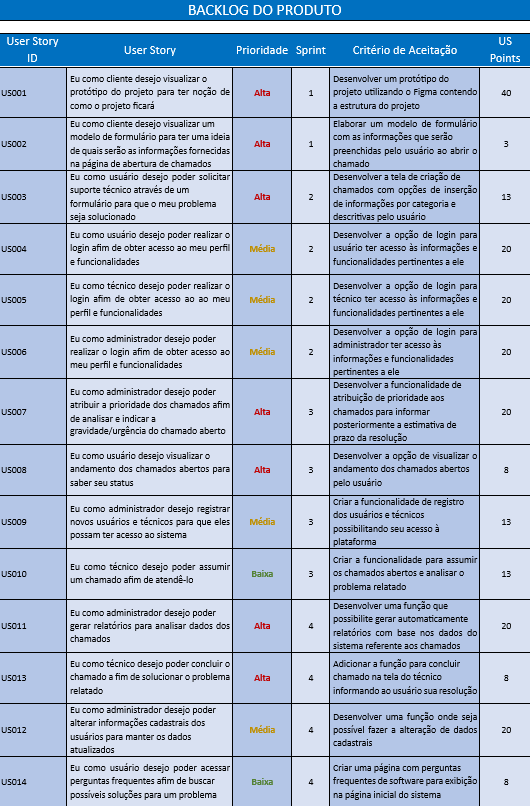 BACKLOG DO PRODUTO
User Story
ID
User Story
Prioridade
Sprint
Critério de Aceitação
US
Points
US001
Eu como cliente desejo visualizar o
protótipo do projeto para ter noção de
como o projeto ficará
Alta
1
Desenvolver um protótipo do
projeto utilizando o Figma contendo
a estrutura do projeto
40
US002
Eu como cliente desejo visualizar um
modelo de formulário para ter uma ideia
de quais serão as informações fornecidas
na página de abertura de chamados
Alta
1
Elaborar um modelo de formulário
com as informações que serão
preenchidas pelo usuário ao abrir o
chamado
3
US003
Eu como usuário desejo poder solicitar
suporte técnico através de um
formulário para que o meu problema
seja solucionado
Alta
2
Desenvolver a tela de criação de
chamados com opções de inserção
de informações por categoria e
descritivas pelo usuário
13
US004
Eu como usuário desejo poder realizar o
login afim de obter acesso ao meu perfil
e funcionalidades
Média
2
Desenvolver a opção de login para
usuário ter acesso às informações e
funcionalidades pertinentes a ele
20
US005
Eu como técnico desejo poder realizar o
login afim de obter acesso ao ao meu
perfil e funcionalidades
Média
2
Desenvolver a opção de login para
técnico ter acesso às informações e
funcionalidades pertinentes a ele
20
US006
Eu como administrador desejo poder
realizar o login afim de obter acesso ao
meu perfil e funcionalidades
Média
2
Desenvolver a opção de login para
administrador ter acesso às
informações e funcionalidades
pertinentes a ele
20
US007
Eu como administrador desejo poder
atribuir a prioridade dos chamados afim
de analisar e indicar a
gravidade/urgência do chamado aberto
Alta
3
Desenvolver a funcionalidade de
atribuição de prioridade aos
chamados para informar
posteriormente a estimativa de
prazo da resolução
20
US008
Eu como usuário desejo visualizar o
andamento dos chamados abertos para
saber seu status
Alta
3
Desenvolver a opção de visualizar o
andamento dos chamados abertos
pelo usuário
8
US009
Eu como administrador desejo registrar
novos usuários e técnicos para que eles
possam ter acesso ao sistema
Média
3
Criar a funcionalidade de registro
dos usuários e técnicos
possibilitando seu acesso à
plataforma
13
US010
Eu como técnico desejo poder assumir
um chamado afim de atendê-lo
Baixa
3
Criar a funcionalidade para assumir
os chamados abertos e analisar o
problema relatado
13
US011
Eu como administrador desejo poder
gerar relatórios para analisar dados dos
chamados
Alta
4
Desenvolver uma função que
possibilite gerar automaticamente
relatórios com base nos dados do
sistema referente aos chamados
20
US013
Eu como técnico desejo poder concluir o
chamado a fim de solucionar o problema
relatado
Alta
4
Adicionar a função para concluir
chamado na tela do técnico
informando ao usuário sua resolução
8
US012
Eu como administrador desejo poder
alterar informações cadastrais dos
usuários para manter os dados
atualizados
Média
4
Desenvolver uma função onde seja
possível fazer a alteração de dados
cadastrais
20
US014
Eu como usuário desejo poder acessar
perguntas frequentes afim de buscar
possíveis soluções para um problema
Baixa
4
Criar uma página com perguntas
frequentes de software para exibição
na página inicial do sistema
8